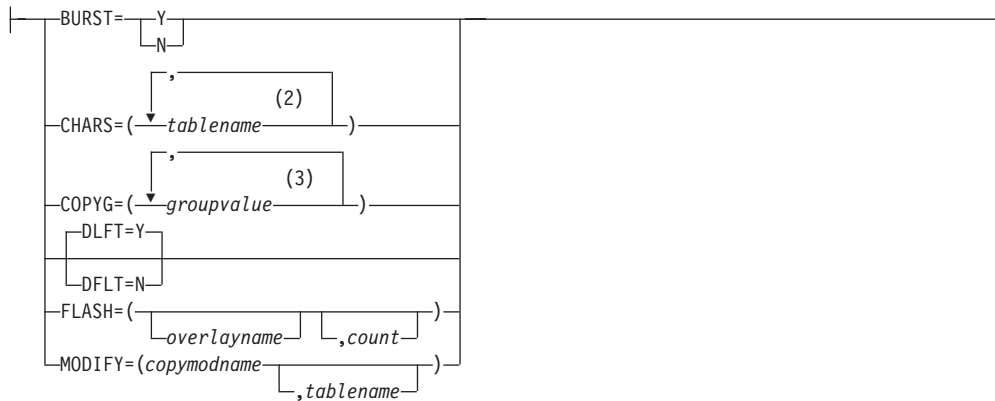 BURST= Y
N
,
(2)
CHARS=( tablename )
,
(3)
COPYG=( groupvalue )
DLFT=Y
DFLT=N
FLASH=( )
overlayname ,count
MODIFY=(copymodname )
,tablename